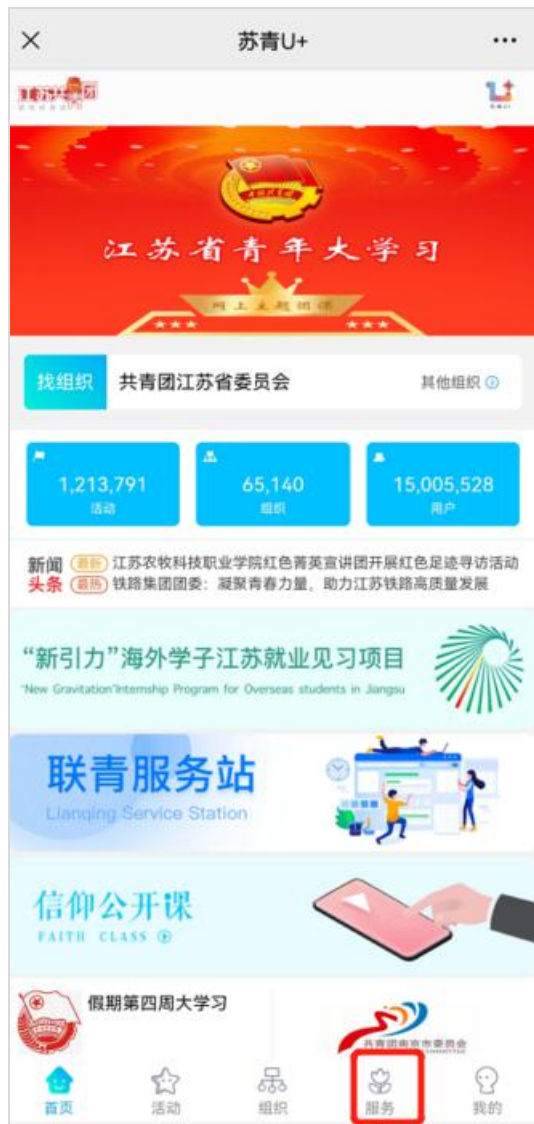 苏青U+
江苏共青团
江苏省青年大学习
网上主题团课
找组织 共青团江苏省委员会 其他组织
1,213,791 65,140 15,005,528
活动 组织 用户
新闻 最新 江苏农牧科技职业学院红色菁英宣讲团开展红色足迹寻访活动
头条 最热 铁路集团团委：凝聚青春力量，助力江苏铁路高质量发展
“新引力”海外学子江苏就业见习项目
"New Gravitation"Internship Program for Overseas students in Jiangsu
联青服务站
Lianqing Service Station
信仰公开课
FAITH CLASS
假期第四周大学习
共青团南京市委员会
首页 活动 组织 服务 我的